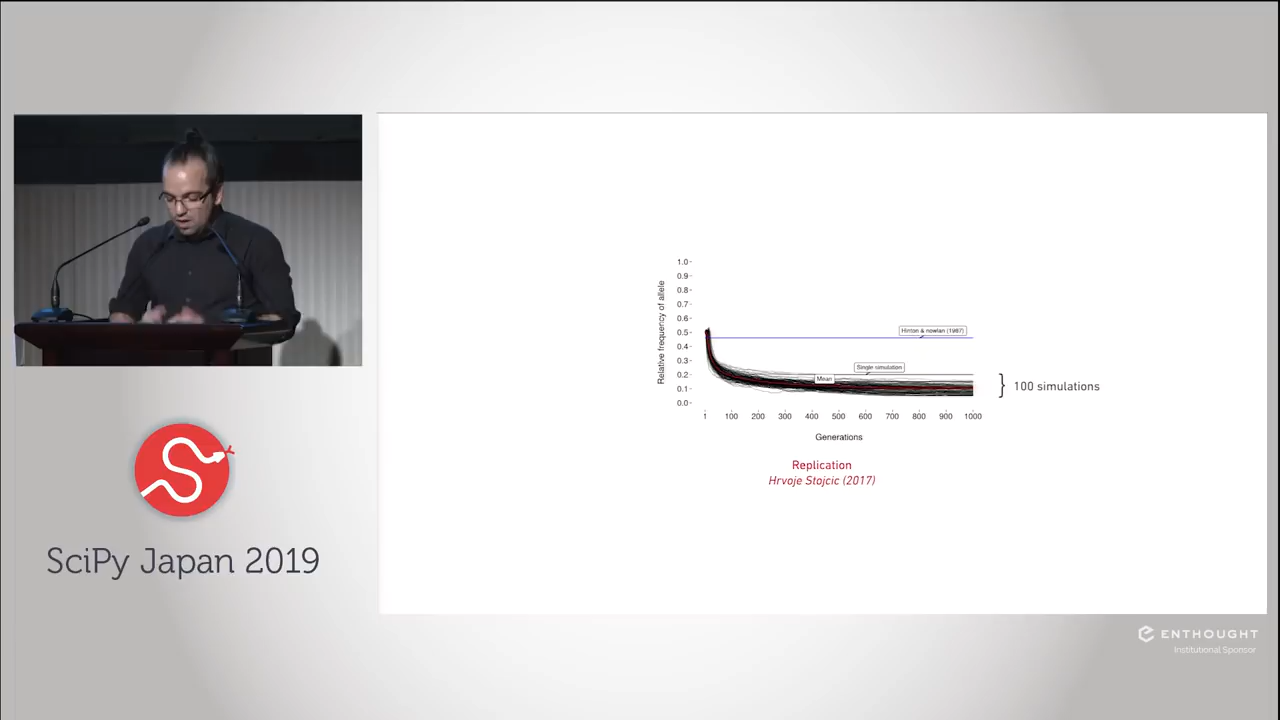 1.0
0.9
0.8
0.7
0.6
0.5
0.4
0.3
0.2
0.1
0.0
Relative frequency of allele
Hinton & nowlan (1987)
Single simulation
Mean
100 simulations
1 100 200 300 400 500 600 700 800 900 1000
Generations
Replication
Hrvoje Stojcic (2017)
SciPy Japan 2019
ENTHOUGHT
Institutional Sponsor